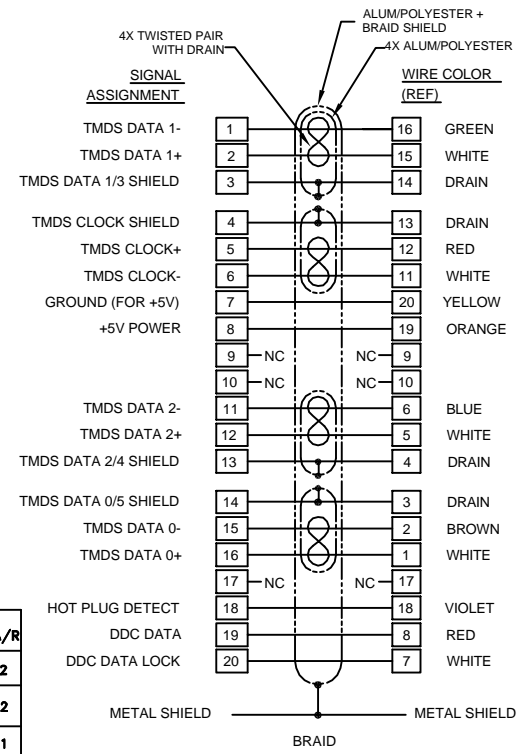 ALUM/POLYESTER +
BRAID SHIELD
4X TWISTED PAIR
WITH DRAIN
4X ALUM/POLYESTER
SIGNAL
ASSIGNMENT
WIRE COLOR
(REF)
TMDS DATA 1- 1 16 GREEN
TMDS DATA 1+ 2 15 WHITE
TMDS DATA 1/3 SHIELD 3 14 DRAIN
TMDS CLOCK SHIELD 4 13 DRAIN
TMDS CLOCK+ 5 12 RED
TMDS CLOCK- 6 11 WHITE
GROUND (FOR +5V) 7 20 YELLOW
+5V POWER 8 19 ORANGE
9 NC NC 9
10 NC NC 10
TMDS DATA 2- 11 6 BLUE
TMDS DATA 2+ 12 5 WHITE
TMDS DATA 2/4 SHIELD 13 4 DRAIN
TMDS DATA 0/5 SHIELD 14 3 DRAIN
TMDS DATA 0- 15 2 BROWN
TMDS DATA 0+ 16 1 WHITE
17 NC NC 17
HOT PLUG DETECT 18 18 VIOLET
DDC DATA 19 8 RED
DDC DATA LOCK 20 7 WHITE
METAL SHIELD METAL SHIELD
BRAID
2
2
1